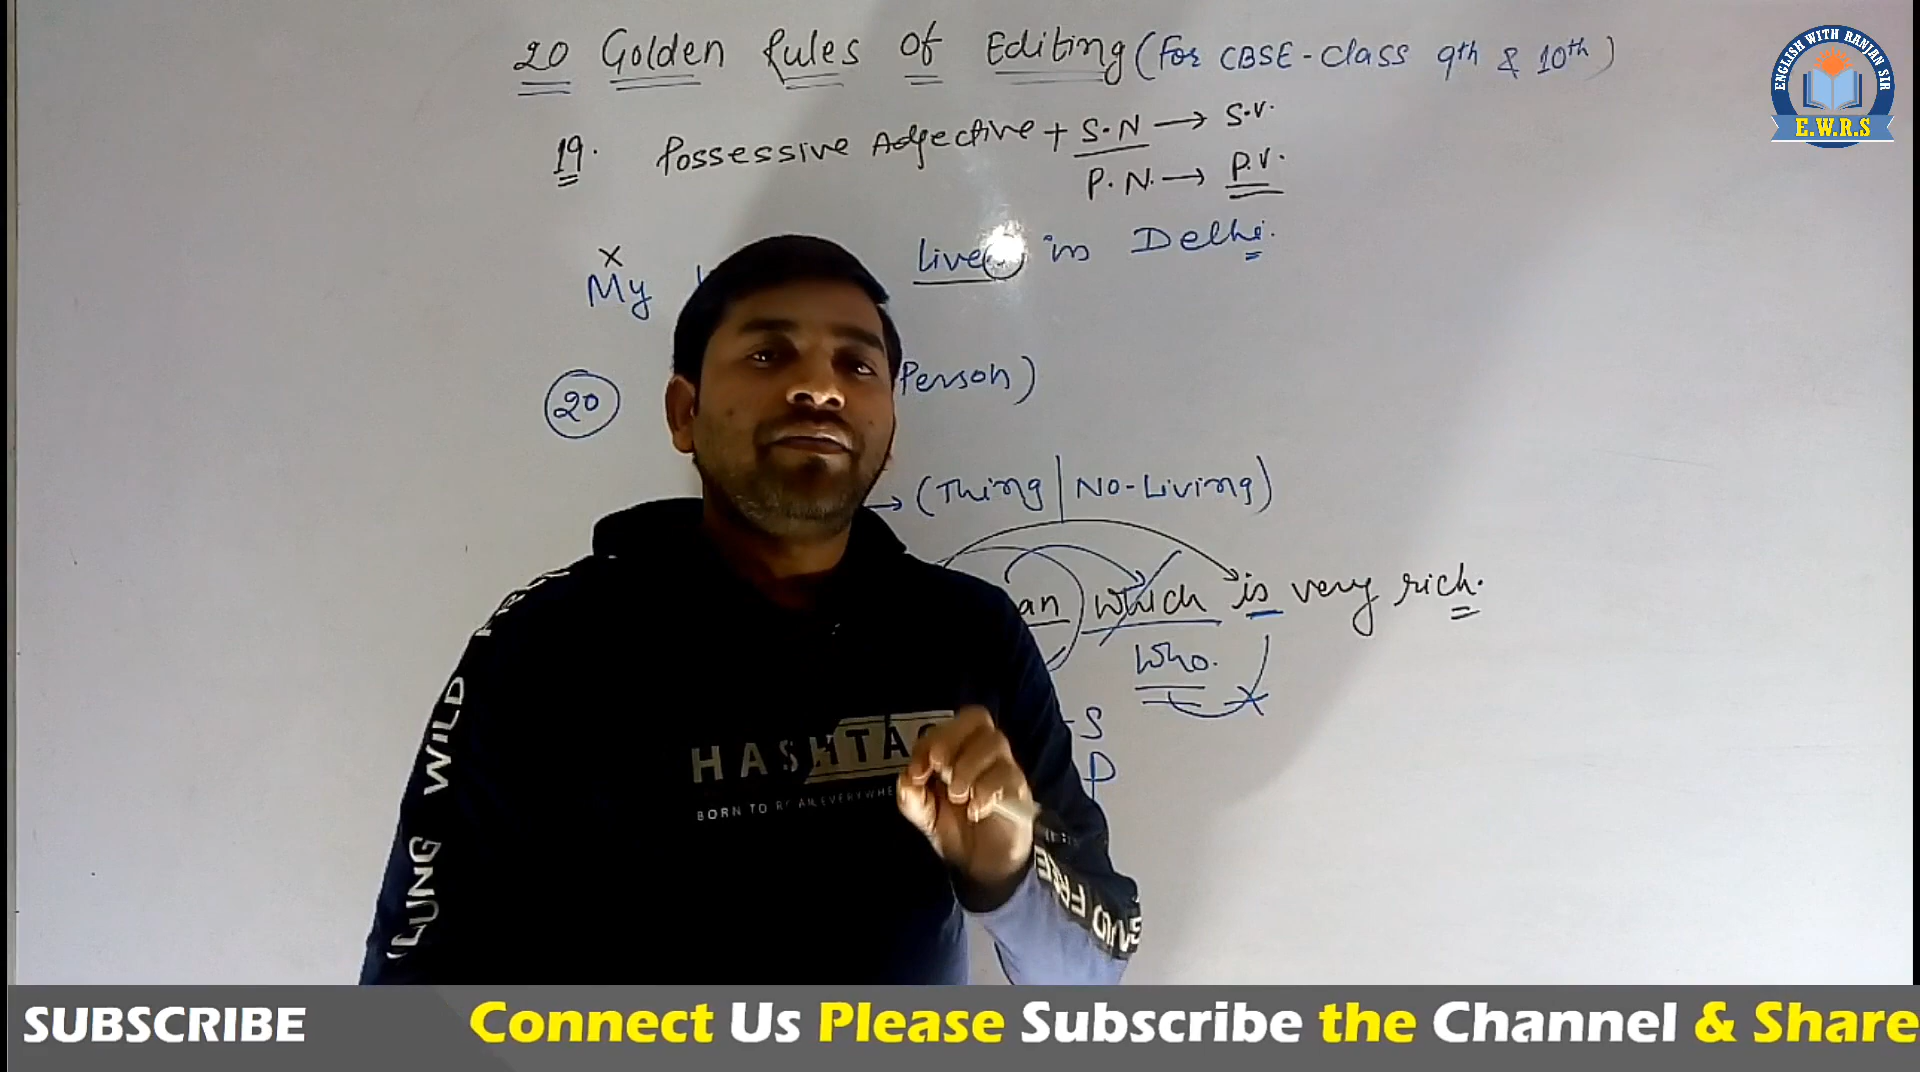 20 Golden Rules of Editing (for CBSE-Class 9th & 10th)
ENGLISH WITH RANJAN SIR
E.W.R.S
19. Possessive Adjective + S.N → S.V.
P.N. → P.V.
My live in Delhi.
20 Person)
→ (Thing | No-Living)
an which is very rich.
who.
S
P
HASHTAG
BORN TO
WILD
FREE
SUBSCRIBE
Connect Us Please Subscribe the Channel & Share